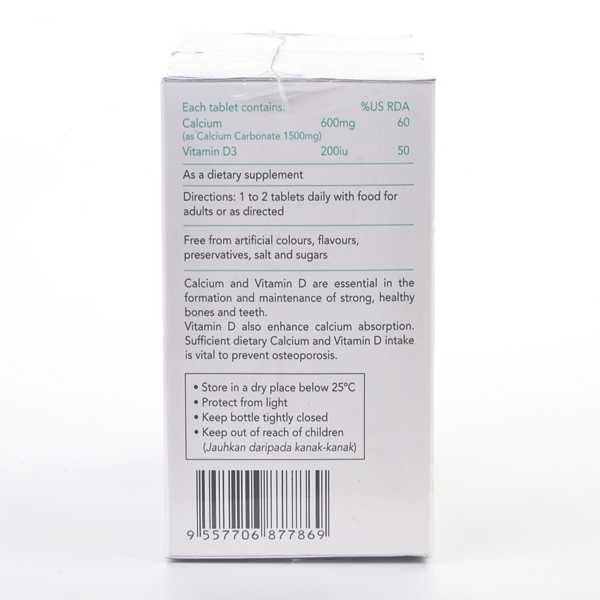 Each tablet contains: %US RDA
Calcium 600mg 60
(as Calcium Carbonate 1500mg)
Vitamin D3 200iu 50
As a dietary supplement
Directions: 1 to 2 tablets daily with food for
adults or as directed
Free from artificial colours, flavours,
preservatives, salt and sugars
Calcium and Vitamin D are essential in the
formation and maintenance of strong, healthy
bones and teeth.
Vitamin D also enhance calcium absorption.
Sufficient dietary Calcium and Vitamin D intake
is vital to prevent osteoporosis.
• Store in a dry place below 25°C
• Protect from light
• Keep bottle tightly closed
• Keep out of reach of children
(Jauhkan daripada kanak-kanak)
9 557706 877869